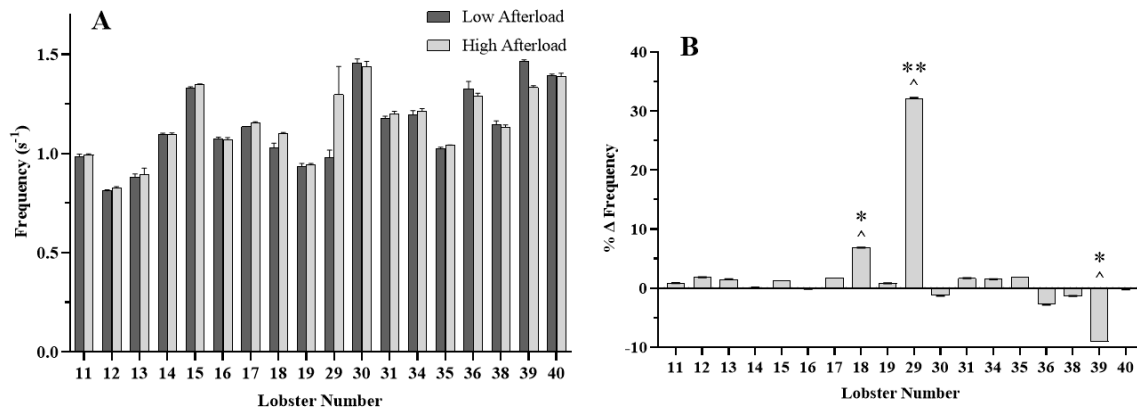 A
Low Afterload
High Afterload
Frequency (s⁻¹)
1.5
1.0
0.5
0.0
11 12 13 14 15 16 17 18 19 29 30 31 34 35 36 38 39 40
Lobster Number
B
% Δ Frequency
40
30
20
10
0
-10
*
^
**
^
*
^
11 12 13 14 15 16 17 18 19 29 30 31 34 35 36 38 39 40
Lobster Number